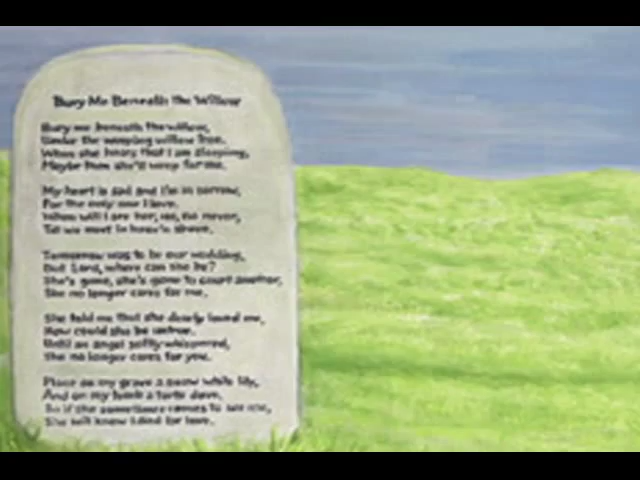 Bury Me Beneath the Willow
Bury me beneath the willow,
Under the weeping willow tree.
When she hears that I am sleeping,
Maybe then she'll weep for me.
My heart is sad and I'm in sorrow,
For the only one I love.
When will I see her, no, no never,
Till we meet in heav'n above.
Tomorrow was to be our wedding,
But Lord, where can she be?
She's gone, she's gone to court another,
She no longer cares for me.
She told me that she dearly loved me,
How could she be untrue.
Until an angel softly whispered,
She no longer cares for you.
Place on my grave a snow white lily,
And on my tomb a turtle dove,
So if she sometimes comes to see me,
She will know I died for love.